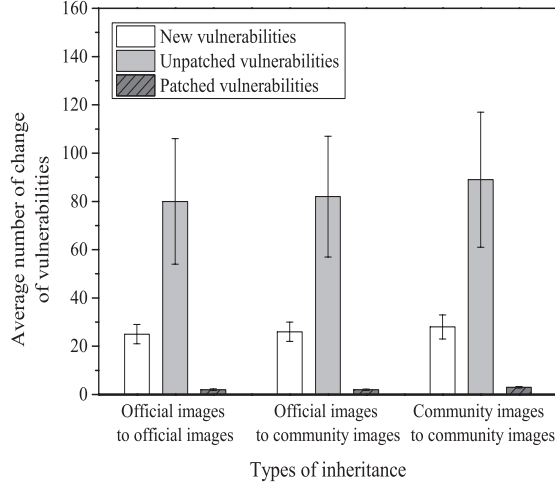 160
140
120
100
80
60
40
20
0
Average number of change
of vulnerabilities
New vulnerabilities
Unpatched vulnerabilities
Patched vulnerabilities
Official images
to official images
Official images
to community images
Community images
to community images
Types of inheritance